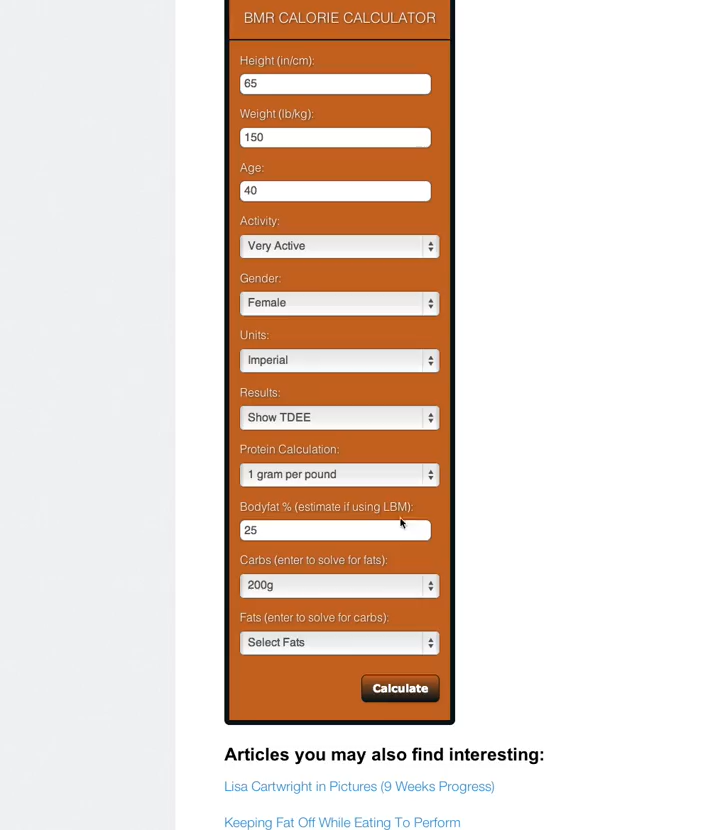 BMR CALORIE CALCULATOR
Height (in/cm):
65
Weight (lb/kg):
150
Age:
40
Activity:
Very Active
Gender:
Female
Units:
Imperial
Results:
Show TDEE
Protein Calculation:
1 gram per pound
Bodyfat % (estimate if using LBM):
25
Carbs (enter to solve for fats):
200g
Fats (enter to solve for carbs):
Select Fats
Calculate
Articles you may also find interesting:
Lisa Cartwright in Pictures (9 Weeks Progress)
Keeping Fat Off While Eating To Perform